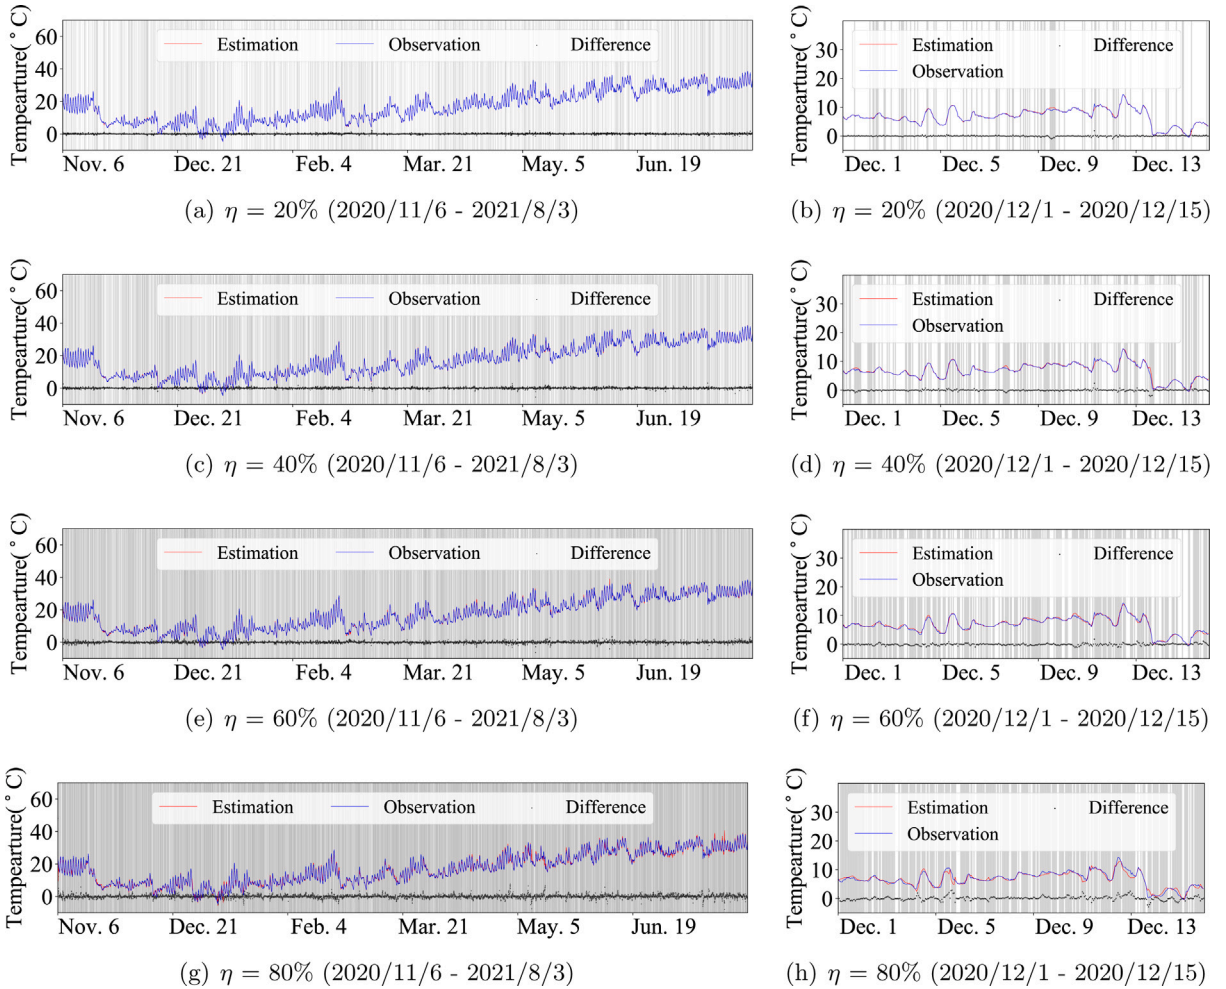 Tempearture(°C)
60
40
20
0
Estimation Observation Difference
Nov. 6 Dec. 21 Feb. 4 Mar. 21 May. 5 Jun. 19
(a) η = 20% (2020/11/6 - 2021/8/3)
Tempearture(°C)
30
20
10
0
Estimation Difference
Observation
Dec. 1 Dec. 5 Dec. 9 Dec. 13
(b) η = 20% (2020/12/1 - 2020/12/15)
Tempearture(°C)
60
40
20
0
Estimation Observation Difference
Nov. 6 Dec. 21 Feb. 4 Mar. 21 May. 5 Jun. 19
(c) η = 40% (2020/11/6 - 2021/8/3)
Tempearture(°C)
30
20
10
0
Estimation Difference
Observation
Dec. 1 Dec. 5 Dec. 9 Dec. 13
(d) η = 40% (2020/12/1 - 2020/12/15)
Tempearture(°C)
60
40
20
0
Estimation Observation Difference
Nov. 6 Dec. 21 Feb. 4 Mar. 21 May. 5 Jun. 19
(e) η = 60% (2020/11/6 - 2021/8/3)
Tempearture(°C)
30
20
10
0
Estimation Difference
Observation
Dec. 1 Dec. 5 Dec. 9 Dec. 13
(f) η = 60% (2020/12/1 - 2020/12/15)
Tempearture(°C)
60
40
20
0
Estimation Observation Difference
Nov. 6 Dec. 21 Feb. 4 Mar. 21 May. 5 Jun. 19
(g) η = 80% (2020/11/6 - 2021/8/3)
Tempearture(°C)
30
20
10
0
Estimation Difference
Observation
Dec. 1 Dec. 5 Dec. 9 Dec. 13
(h) η = 80% (2020/12/1 - 2020/12/15)